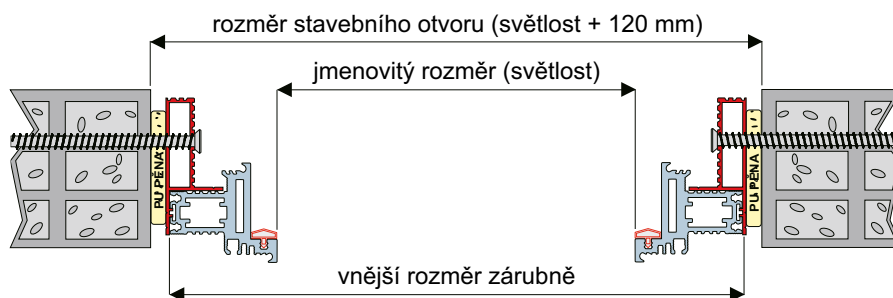 rozměr stavebního otvoru (světlost + 120 mm)
jmenovitý rozměr (světlost)
PU PĚNA
PU PĚNA
vnější rozměr zárubně